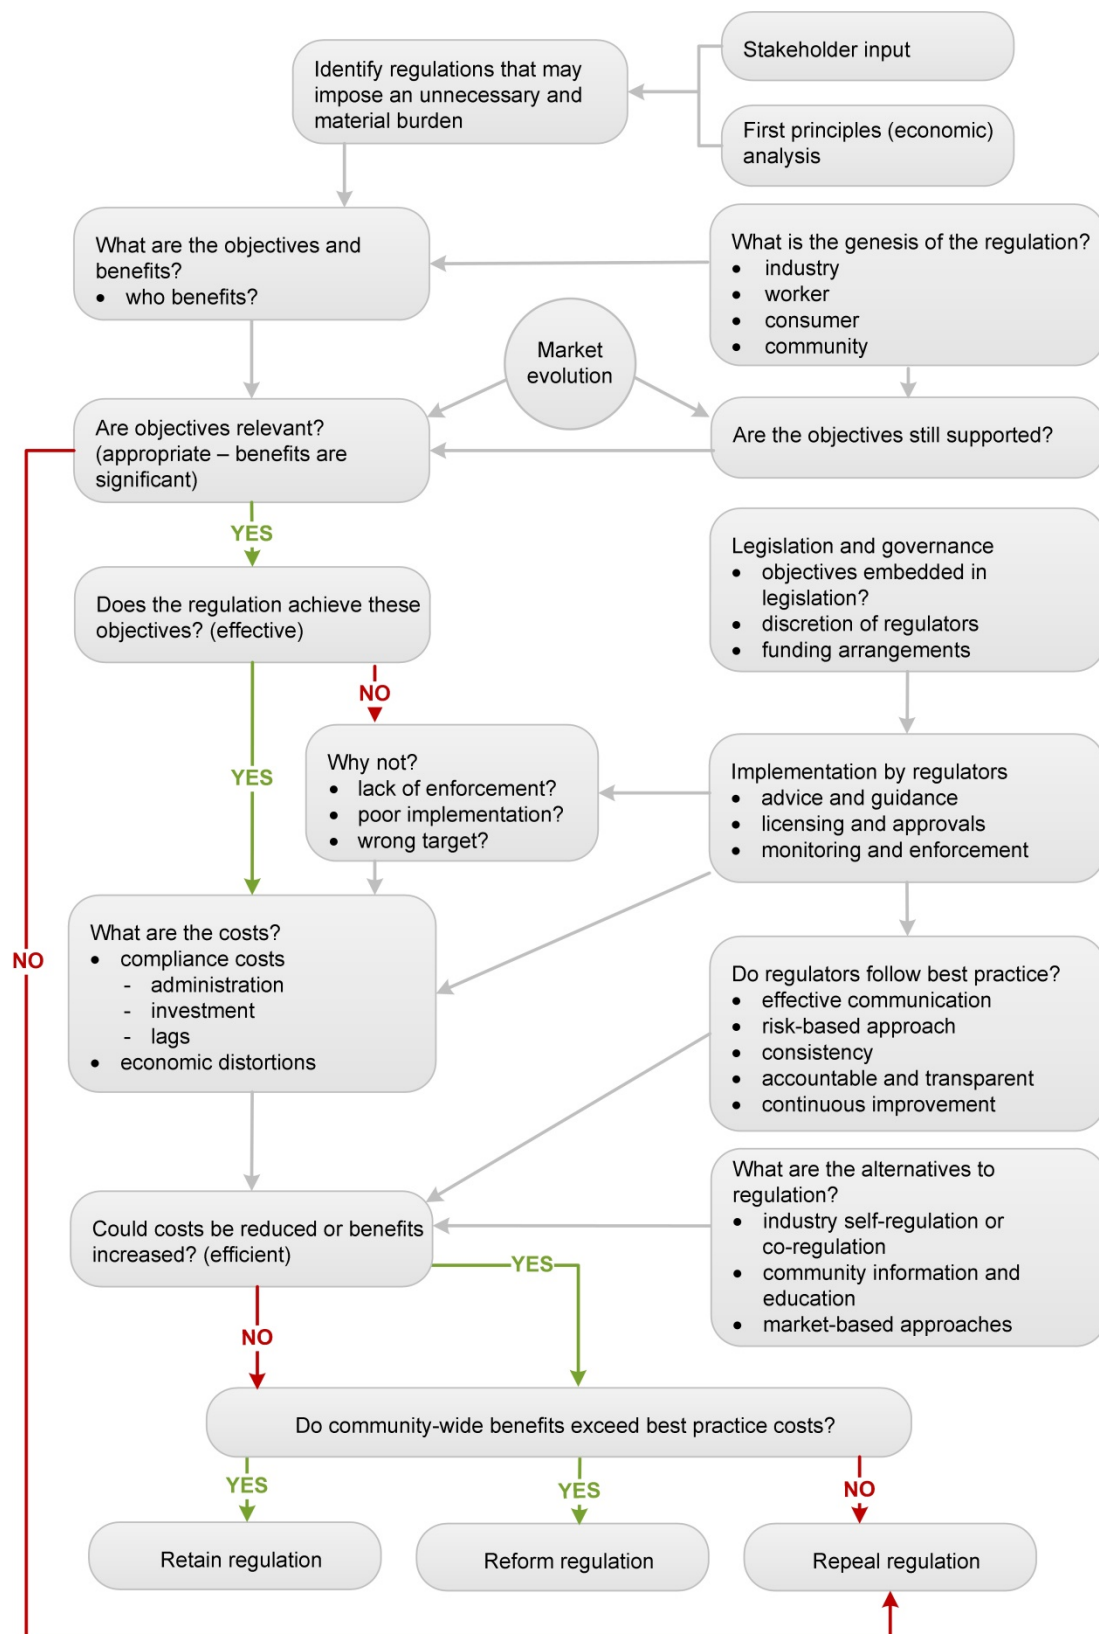 Stakeholder input
Identify regulations that may
impose an unnecessary and
material burden
First principles (economic)
analysis
What are the objectives and
benefits?
• who benefits?
What is the genesis of the regulation?
• industry
• worker
• consumer
• community
Market
evolution
Are objectives relevant?
(appropriate – benefits are
significant)
Are the objectives still supported?
YES
Legislation and governance
• objectives embedded in
legislation?
• discretion of regulators
• funding arrangements
Does the regulation achieve these
objectives? (effective)
NO
YES
Why not?
• lack of enforcement?
• poor implementation?
• wrong target?
Implementation by regulators
• advice and guidance
• licensing and approvals
• monitoring and enforcement
NO
What are the costs?
• compliance costs
- administration
- investment
- lags
• economic distortions
Do regulators follow best practice?
• effective communication
• risk-based approach
• consistency
• accountable and transparent
• continuous improvement
Could costs be reduced or benefits
increased? (efficient)
What are the alternatives to
regulation?
• industry self-regulation or
co-regulation
• community information and
education
• market-based approaches
YES
NO
Do community-wide benefits exceed best practice costs?
YES
YES
NO
Retain regulation
Reform regulation
Repeal regulation